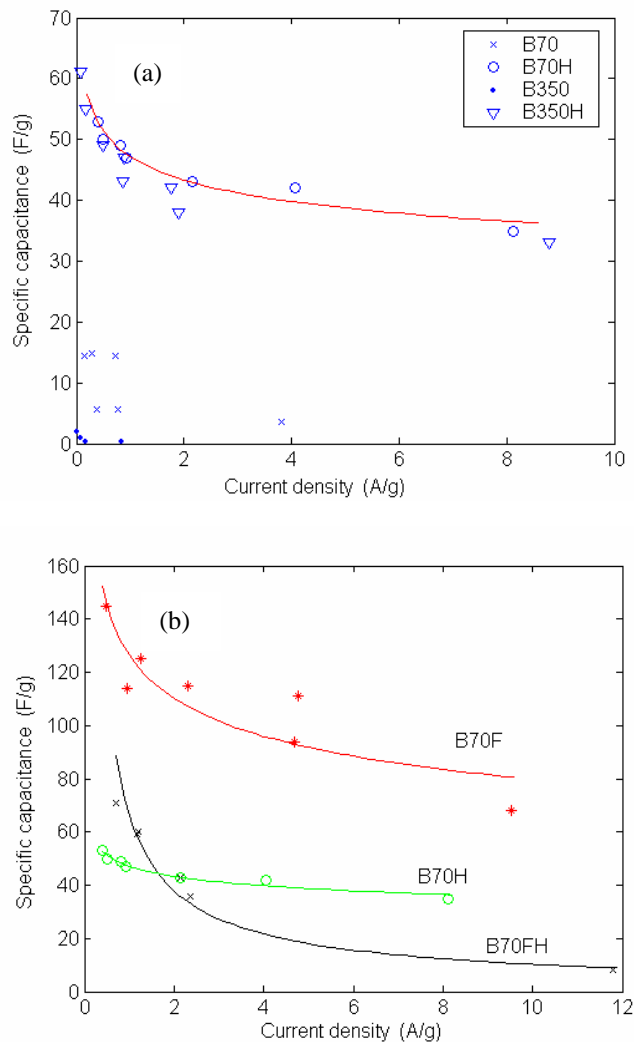 70
60
50
40
30
20
10
0
(a)
B70
B70H
B350
B350H
Specific capacitance (F/g)
0 2 4 6 8 10
Current density (A/g)
160
140
120
100
80
60
40
20
0
(b)
B70F
B70H
B70FH
Specific capacitance (F/g)
0 2 4 6 8 10 12
Current density (A/g)